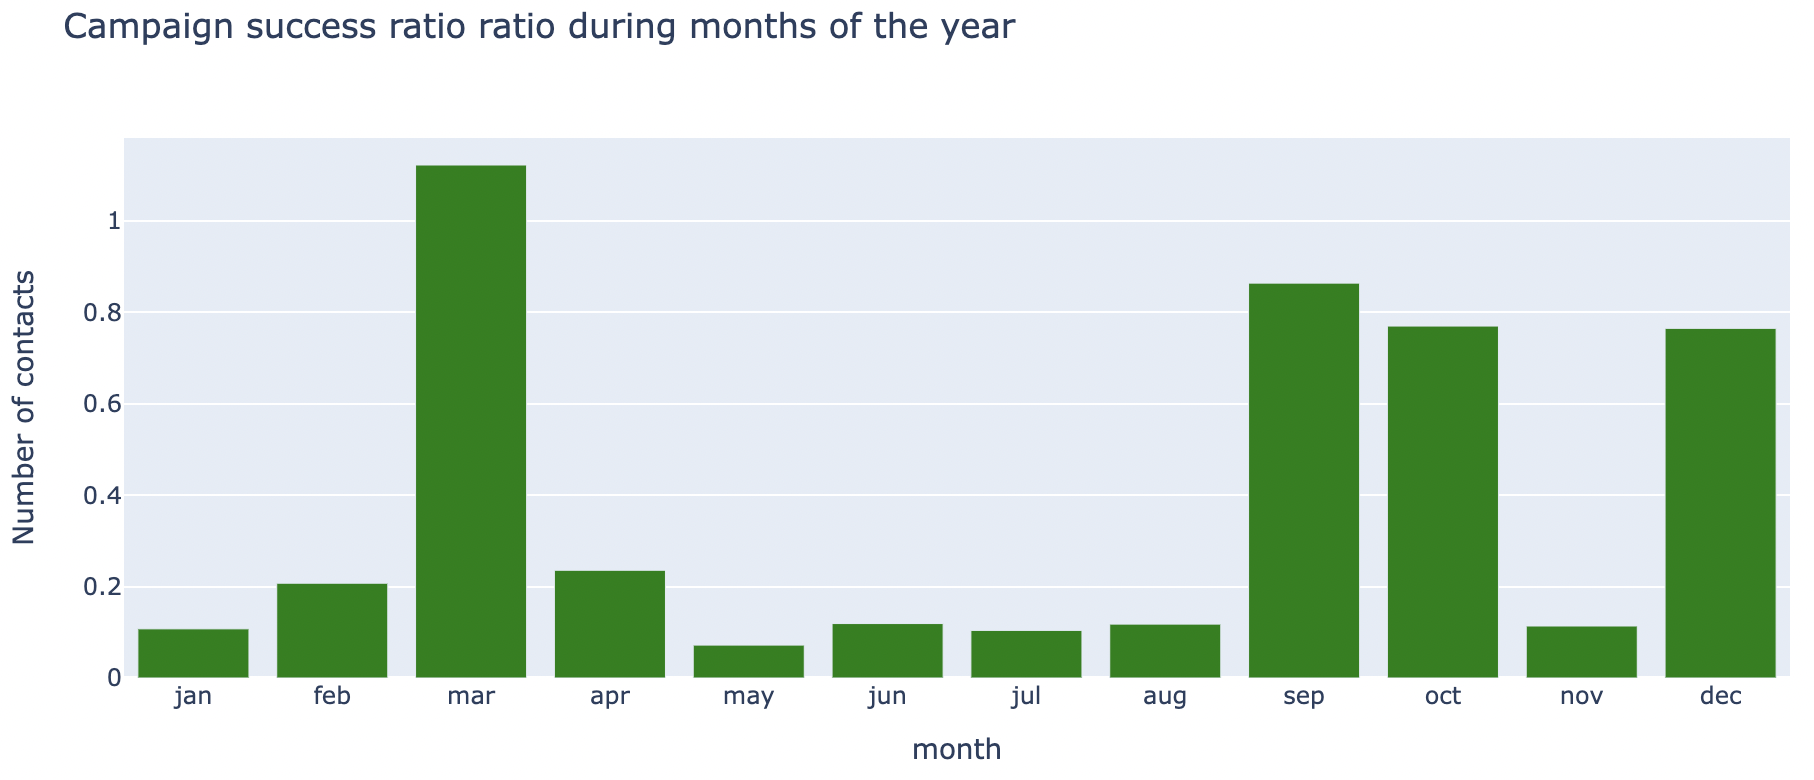 Campaign success ratio ratio during months of the year
Number of contacts
1
0.8
0.6
0.4
0.2
0
jan feb mar apr may jun jul aug sep oct nov dec
month